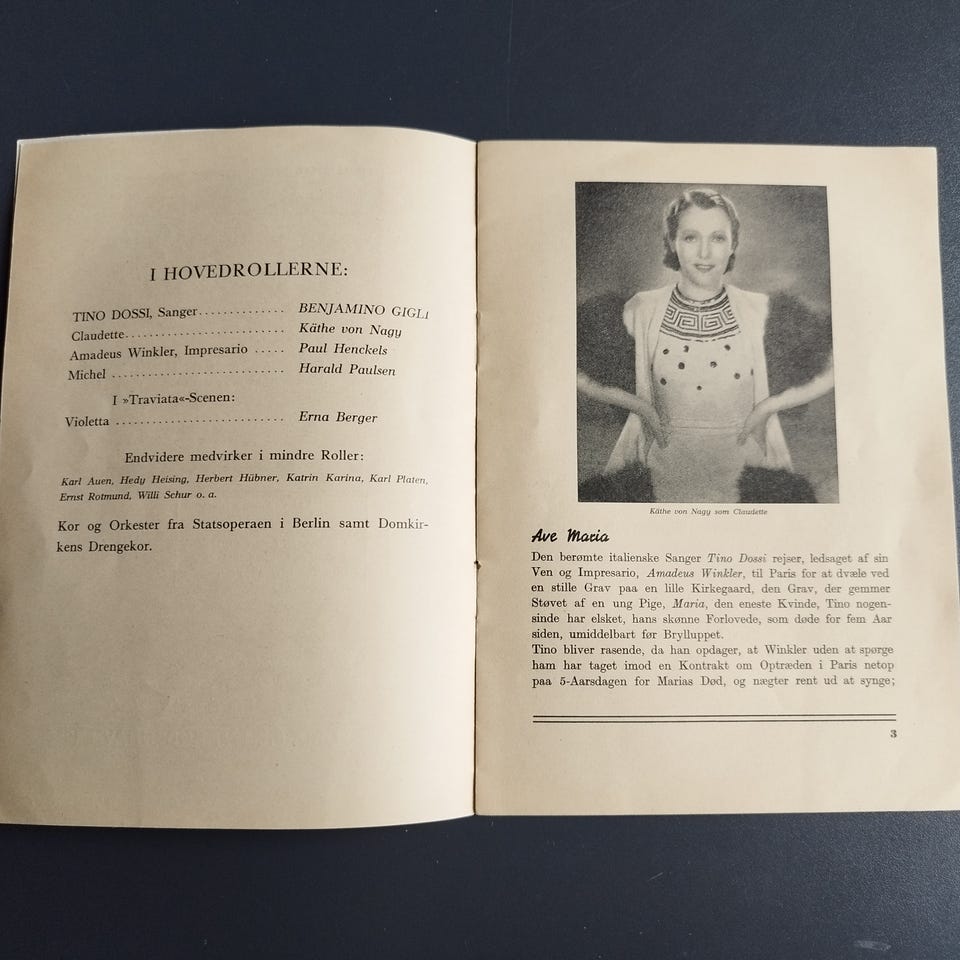 I HOVEDROLLERNE:
TINO DOSSI, Sanger.............. BENJAMINO GIGLI
Claudette.......................... Käthe von Nagy
Amadeus Winkler, Impresario ..... Paul Henckels
Michel ............................ Harald Paulsen
I »Traviata«-Scenen:
Violetta ........................... Erna Berger
Endvidere medvirker i mindre Roller:
Karl Auen, Hedy Heising, Herbert Hübner, Katrin Karina, Karl Platen,
Ernst Rotmund, Willi Schur o. a.
Kor og Orkester fra Statsoperaen i Berlin samt Domkir-
kens Drengekor.
Käthe von Nagy som Claudette
Ave Maria
Den berømte italienske Sanger Tino Dossi rejser, ledsaget af sin
Ven og Impresario, Amadeus Winkler, til Paris for at dvæle ved
en stille Grav paa en lille Kirkegaard, den Grav, der gemmer
Støvet af en ung Pige, Maria, den eneste Kvinde, Tino nogen-
sinde har elsket, hans skønne Forlovede, som døde for fem Aar
siden, umiddelbart før Brylluppet.
Tino bliver rasende, da han opdager, at Winkler uden at spørge
ham har taget imod en Kontrakt om Optræden i Paris netop
paa 5-Aarsdagen for Marias Død, og nægter rent ud at synge;
3